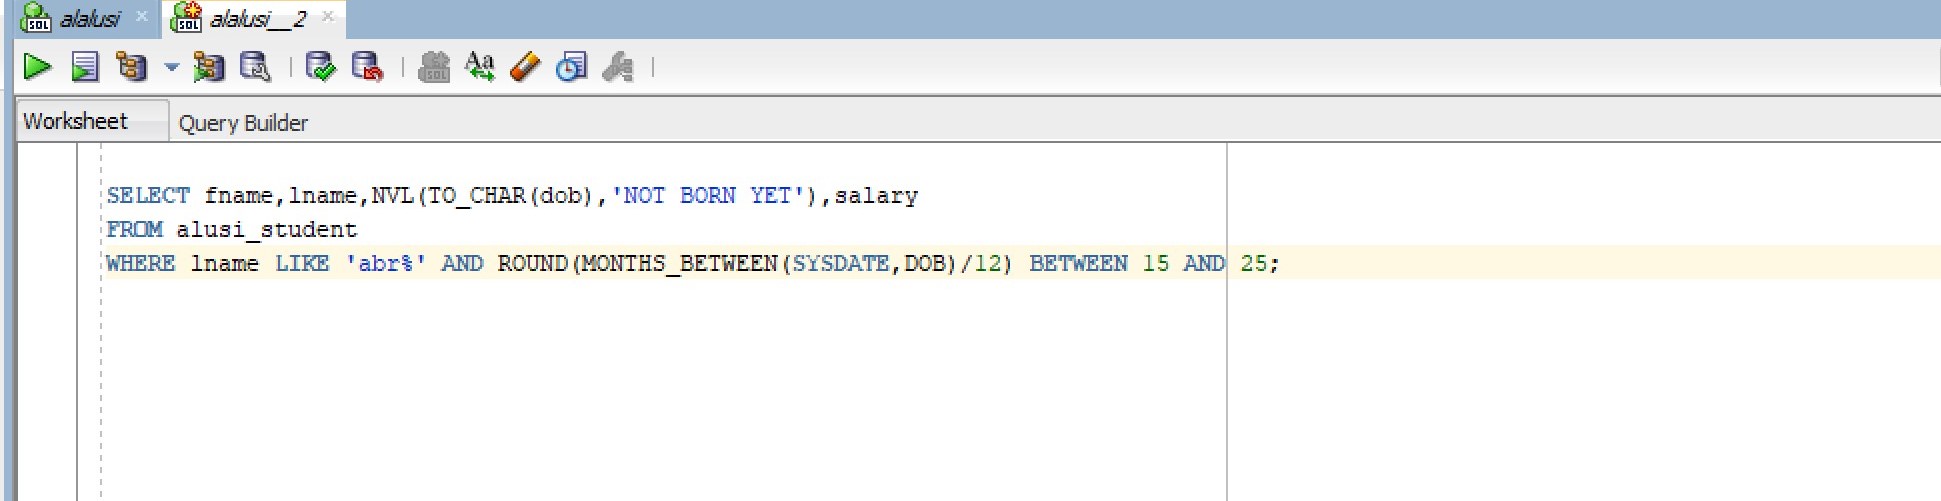 alalusi
alalusi__2
Worksheet
Query Builder
SELECT fname,lname,NVL(TO_CHAR(dob),'NOT BORN YET'),salary
FROM alusi_student
WHERE lname LIKE 'abr%' AND ROUND(MONTHS_BETWEEN(SYSDATE,DOB)/12) BETWEEN 15 AND 25;